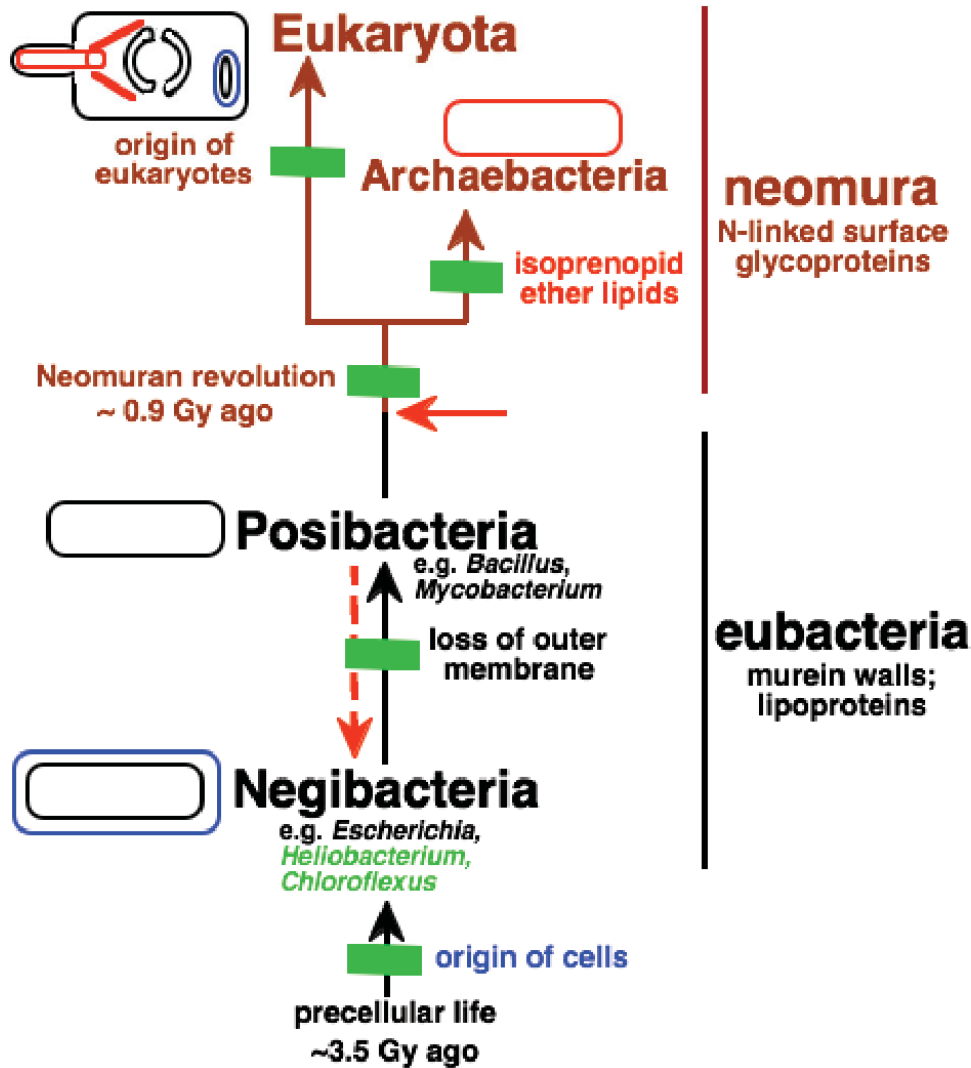 Eukaryota
origin of
eukaryotes
Archaebacteria
neomura
N-linked surface
glycoproteins
isoprenopid
ether lipids
Neomuran revolution
~ 0.9 Gy ago
Posibacteria
e.g. Bacillus,
Mycobacterium
loss of outer
membrane
eubacteria
murein walls;
lipoproteins
Negibacteria
e.g. Escherichia,
Heliobacterium,
Chloroflexus
origin of cells
precellular life
~3.5 Gy ago